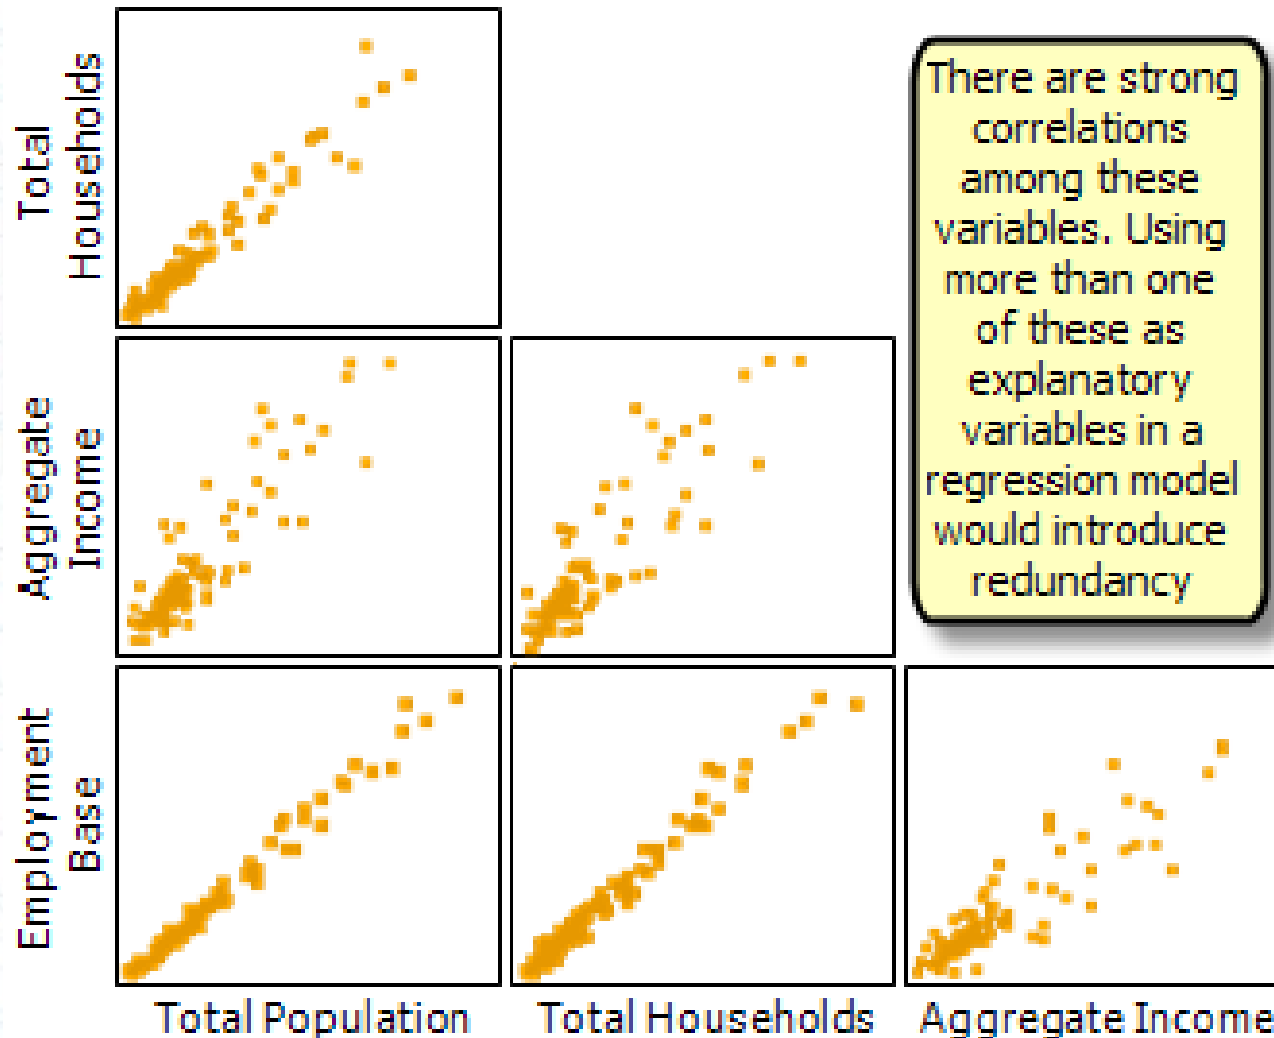 Total
Households
There are strong
correlations
among these
variables. Using
more than one
of these as
explanatory
variables in a
regression model
would introduce
redundancy
Aggregate
Income
Employment
Base
Total Population
Total Households
Aggregate Income